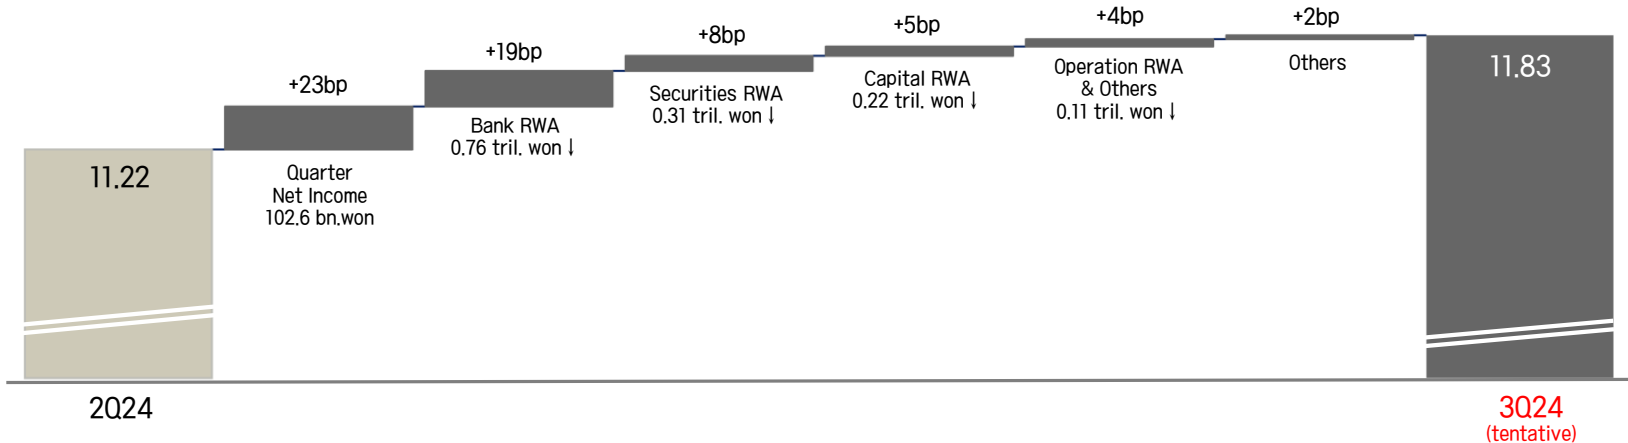 11.22
+23bp
Quarter
Net Income
102.6 bn.won
+19bp
Bank RWA
0.76 tril. won ↓
+8bp
Securities RWA
0.31 tril. won ↓
+5bp
Capital RWA
0.22 tril. won ↓
+4bp
Operation RWA
& Others
0.11 tril. won ↓
+2bp
Others
11.83
2Q24
3Q24
(tentative)